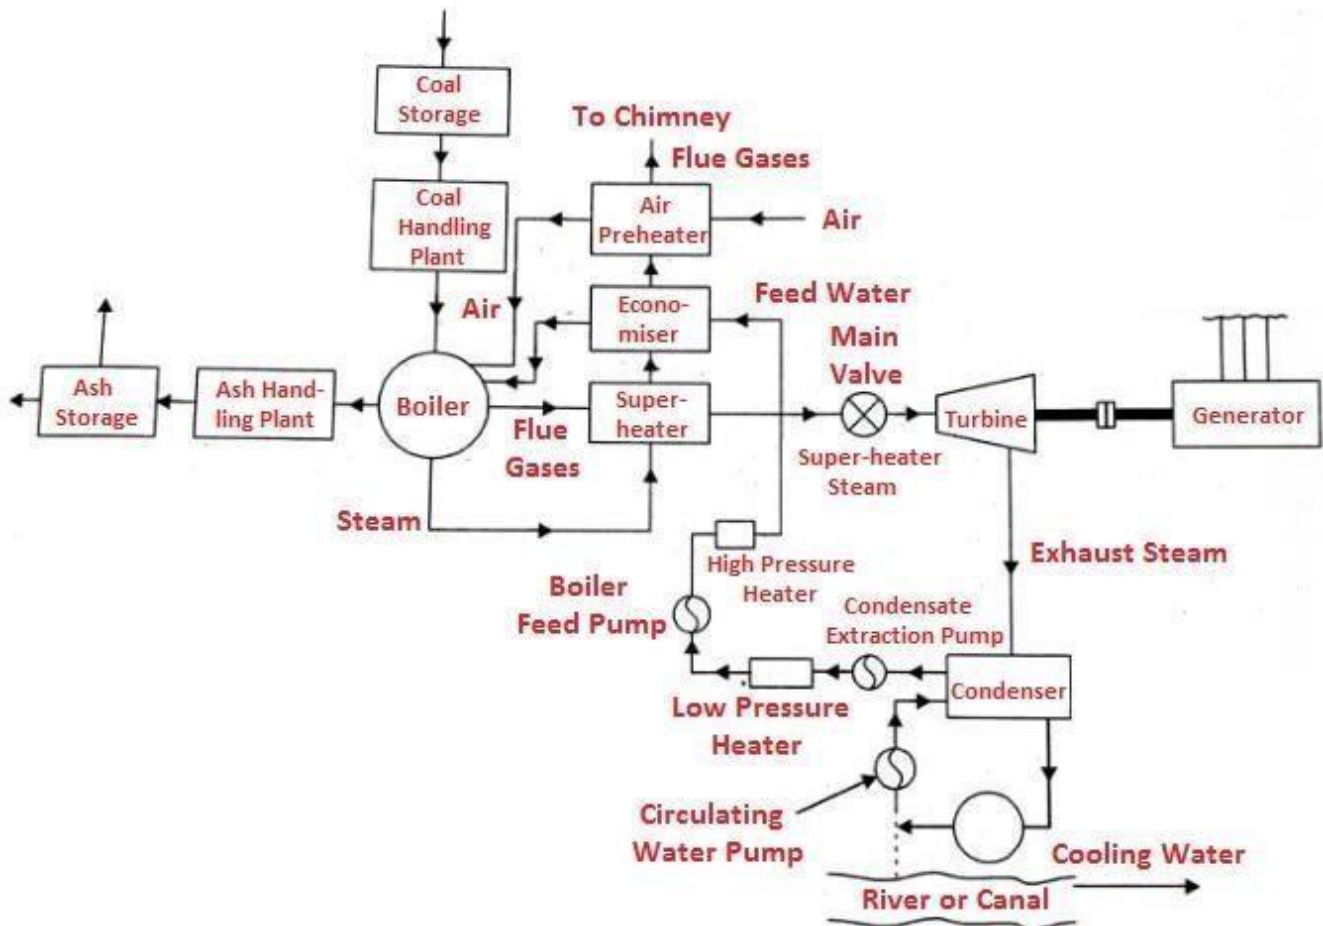 Coal
Storage
To Chimney
Flue Gases
Coal
Handling
Plant
Air
Preheater
Air
Feed Water
Air
Econo-
miser
Main
Valve
Ash
Storage
Ash Hand-
ling Plant
Boiler
Super-
heater
Turbine
Generator
Flue
Gases
Super-heater
Steam
Steam
High Pressure
Heater
Exhaust Steam
Boiler
Feed Pump
Condensate
Extraction Pump
Condenser
Low Pressure
Heater
Circulating
Water Pump
Cooling Water
River or Canal